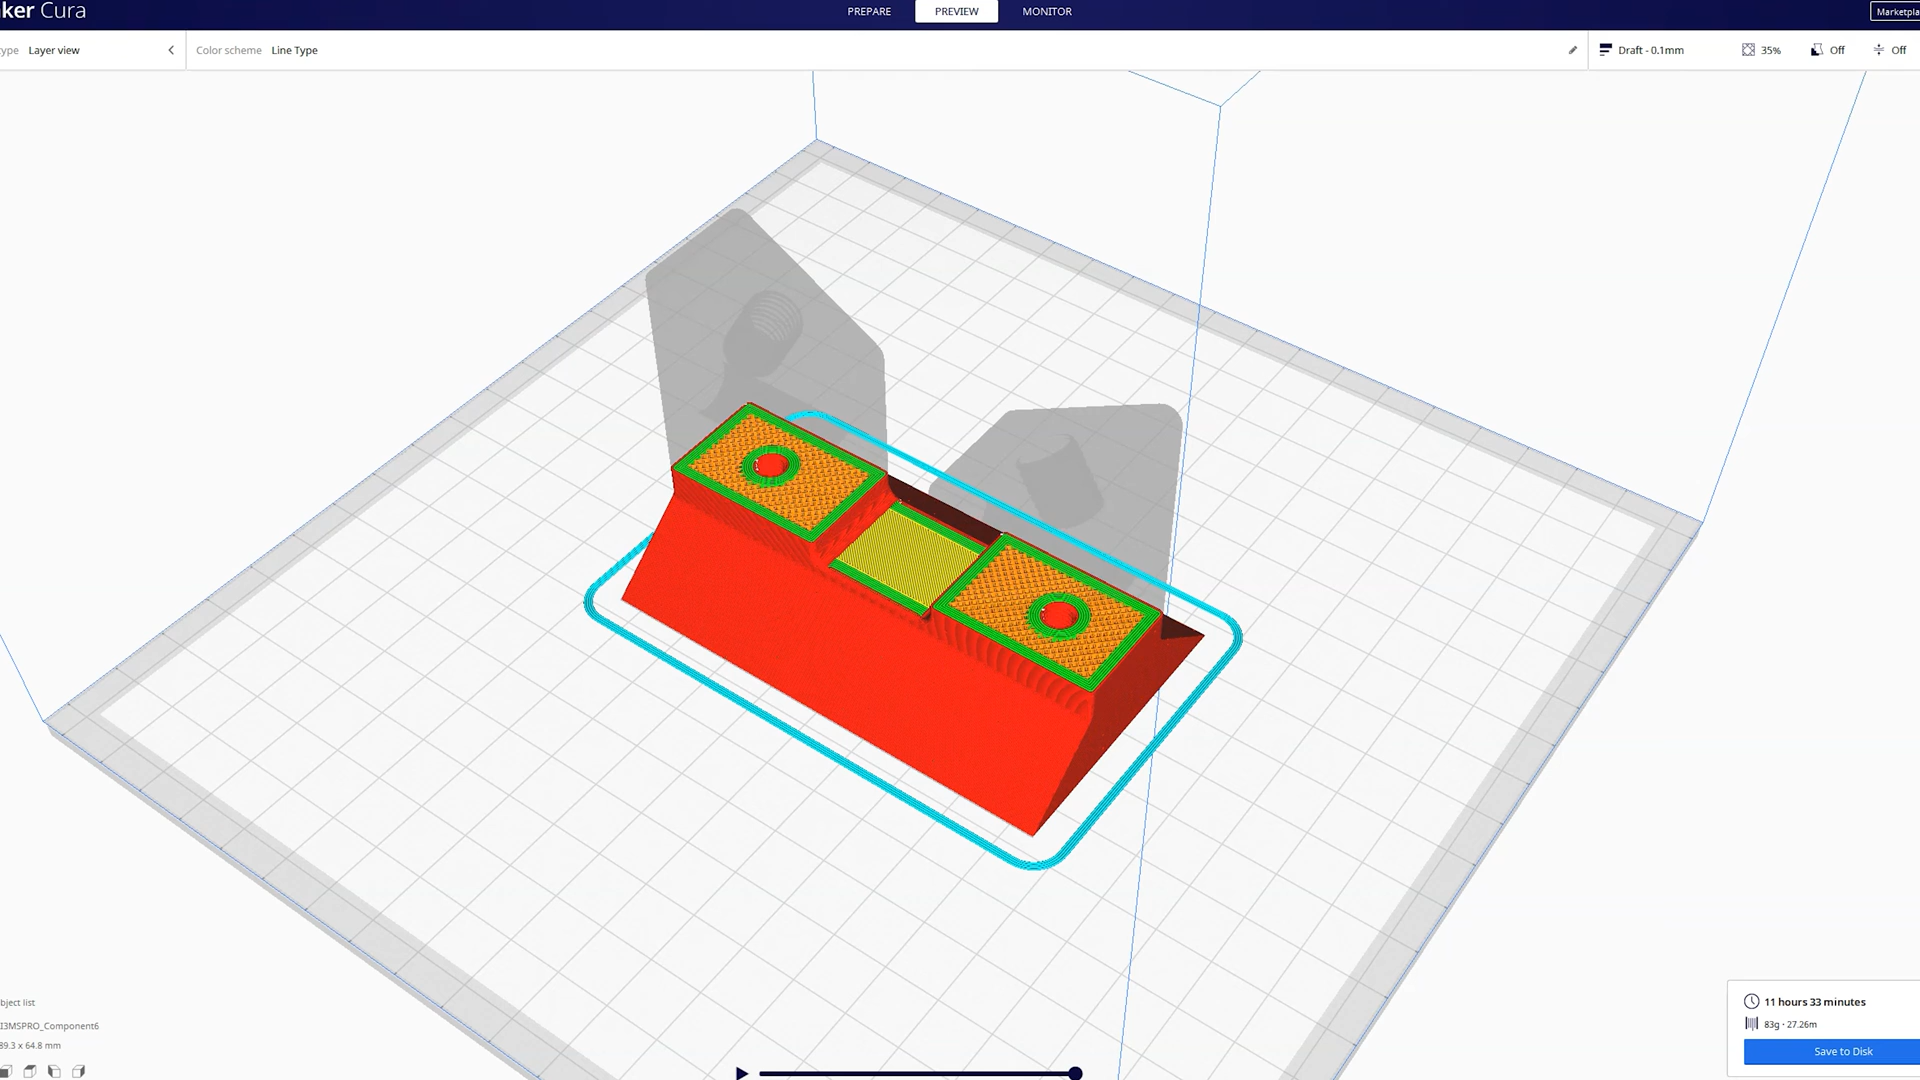 ker Cura
PREPARE
PREVIEW
MONITOR
Marketpla
ype
Layer view
Color scheme
Line Type
Draft - 0.1mm
35%
Off
Off
bject list
I3MSPRO_Component6
89.3 x 64.8 mm
11 hours 33 minutes
83g · 27.26m
Save to Disk